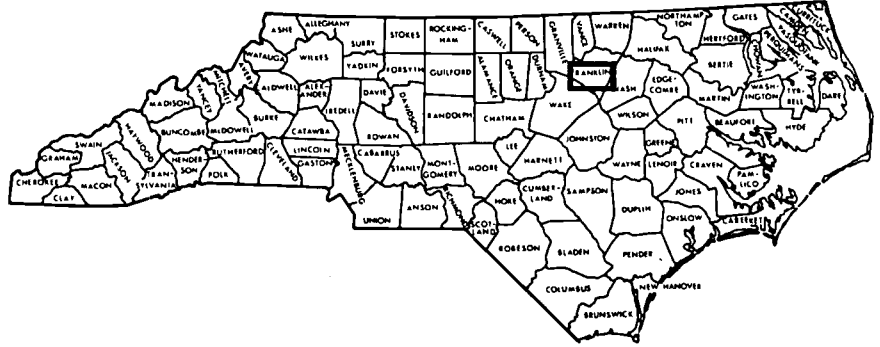 ASHE
ALLEGHANY
SURRY
STOKES
ROCKING-
HAM
CASWELL
PERSON
GRANVILLE
VANCE
WARREN
NORTHAMP
TON
GATES
HERTFORD
HALIFAX
CURRITUCK
CAMDEN
PASQUOTANK
PERQUIMANS
CHOWAN
BERTIE
WATAUGA
WILKES
YADKIN
FORSYTH
GUILFORD
ALAMANCE
ORANGE
DURHAM
FRANKLIN
NASH
EDGE-
COMBE
MARTIN
WASH-
INGTON
TYR-
RELL
DARE
MITCHELL
AVERY
YANCEY
MADISON
CALDWELL
ALEX-
ANDER
IREDELL
DAVIE
DAVIDSON
RANDOLPH
CHATHAM
WAKE
WILSON
PITT
BEAUFORT
HYDE
HAYWOOD
BUNCOMBE
McDOWELL
BURKE
CATAWBA
ROWAN
LEE
JOHNSTON
GREENE
SWAIN
GRAHAM
JACKSON
HENDER-
SON
RUTHERFORD
CLEVELAND
LINCOLN
GASTON
MECKLENBURG
CABARRUS
STANLY
MONT-
GOMERY
MOORE
HARNETT
WAYNE
LENOIR
CRAVEN
PAM-
LICO
CHEROKEE
CLAY
MACON
TRAN-
SYLVANIA
POLK
UNION
ANSON
RICHMOND
SCOT-
LAND
HOKE
CUMBER-
LAND
SAMPSON
DUPLIN
JONES
ONSLOW
CARTERET
ROBESON
BLADEN
PENDER
COLUMBUS
NEW HANOVER
BRUNSWICK